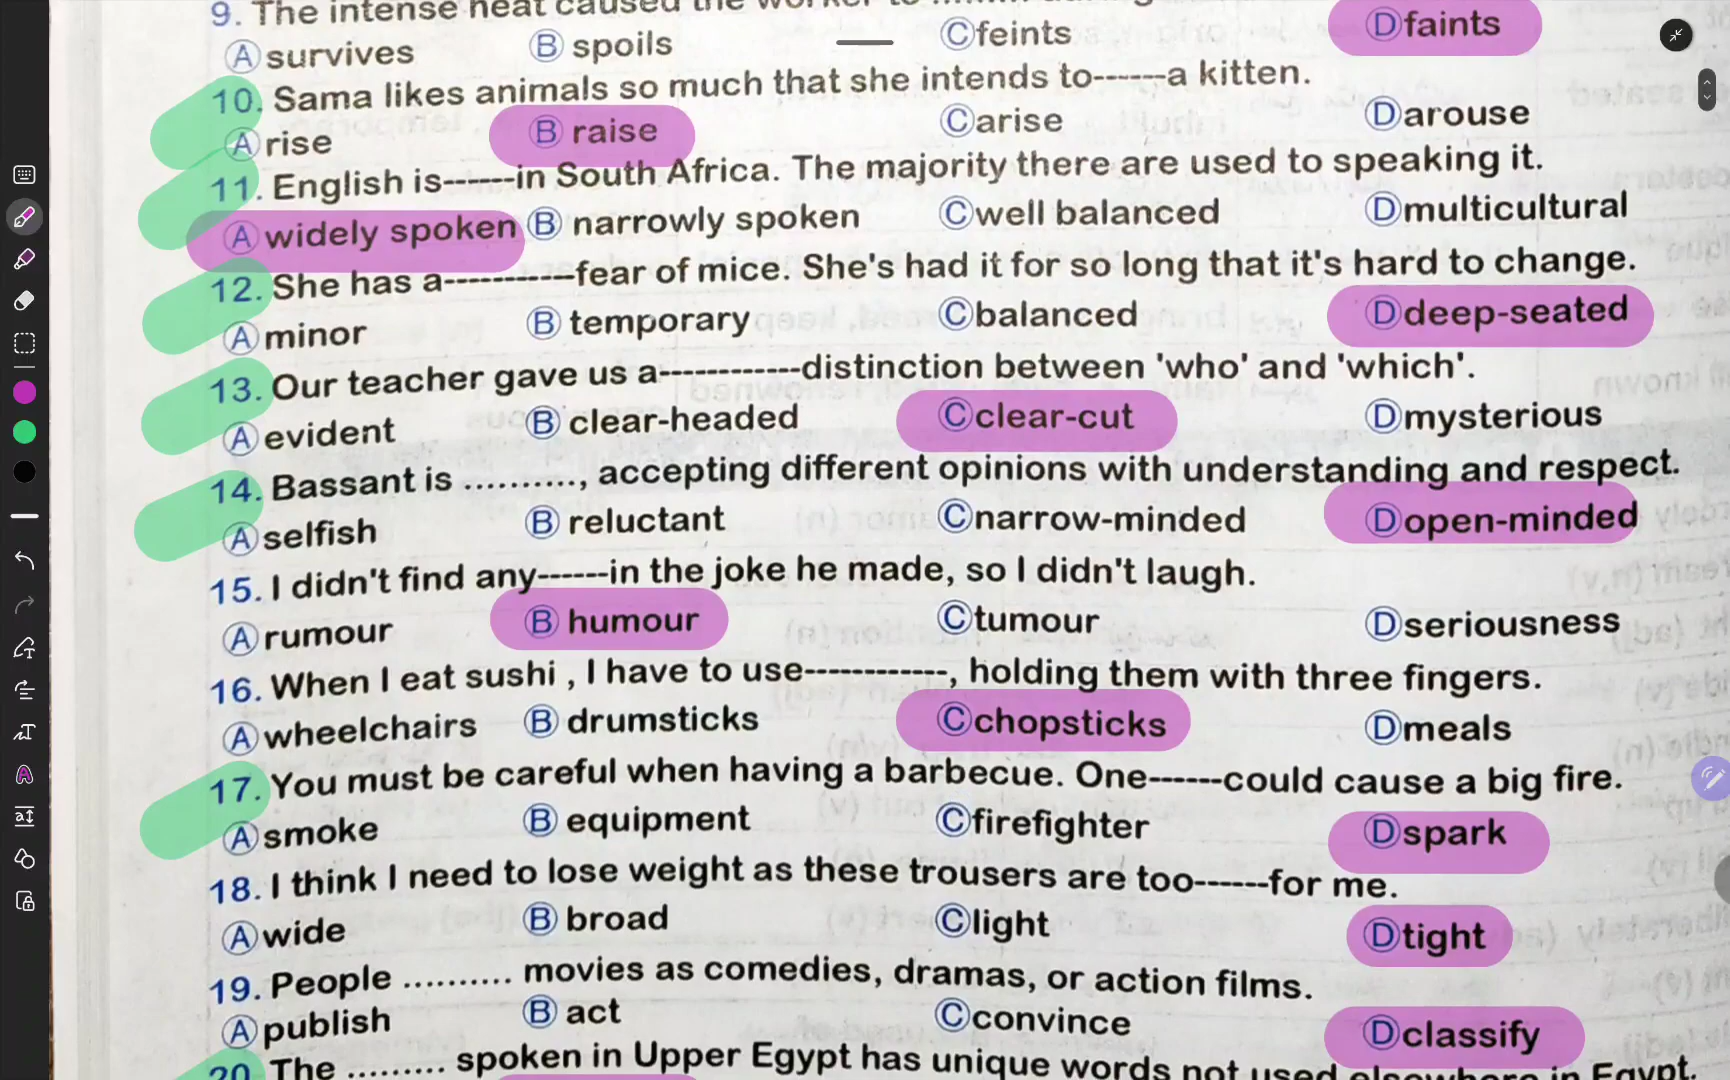 9. The intense heat caused the worker to
A survives B spoils C feints D faints
10. Sama likes animals so much that she intends to------a kitten.
A rise B raise C arise D arouse
11. English is------in South Africa. The majority there are used to speaking it.
A widely spoken B narrowly spoken C well balanced D multicultural
12. She has a-----------fear of mice. She's had it for so long that it's hard to change.
A minor B temporary C balanced D deep-seated
13. Our teacher gave us a------------distinction between 'who' and 'which'.
A evident B clear-headed C clear-cut D mysterious
14. Bassant is .........., accepting different opinions with understanding and respect.
A selfish B reluctant C narrow-minded D open-minded
15. I didn't find any------in the joke he made, so I didn't laugh.
A rumour B humour C tumour D seriousness
16. When I eat sushi , I have to use------------, holding them with three fingers.
A wheelchairs B drumsticks C chopsticks D meals
17. You must be careful when having a barbecue. One------could cause a big fire.
A smoke B equipment C firefighter D spark
18. I think I need to lose weight as these trousers are too------for me.
A wide B broad C light D tight
19. People .......... movies as comedies, dramas, or action films.
A publish B act C convince D classify
20. The ......... spoken in Upper Egypt has unique words not used elsewhere in Egypt.